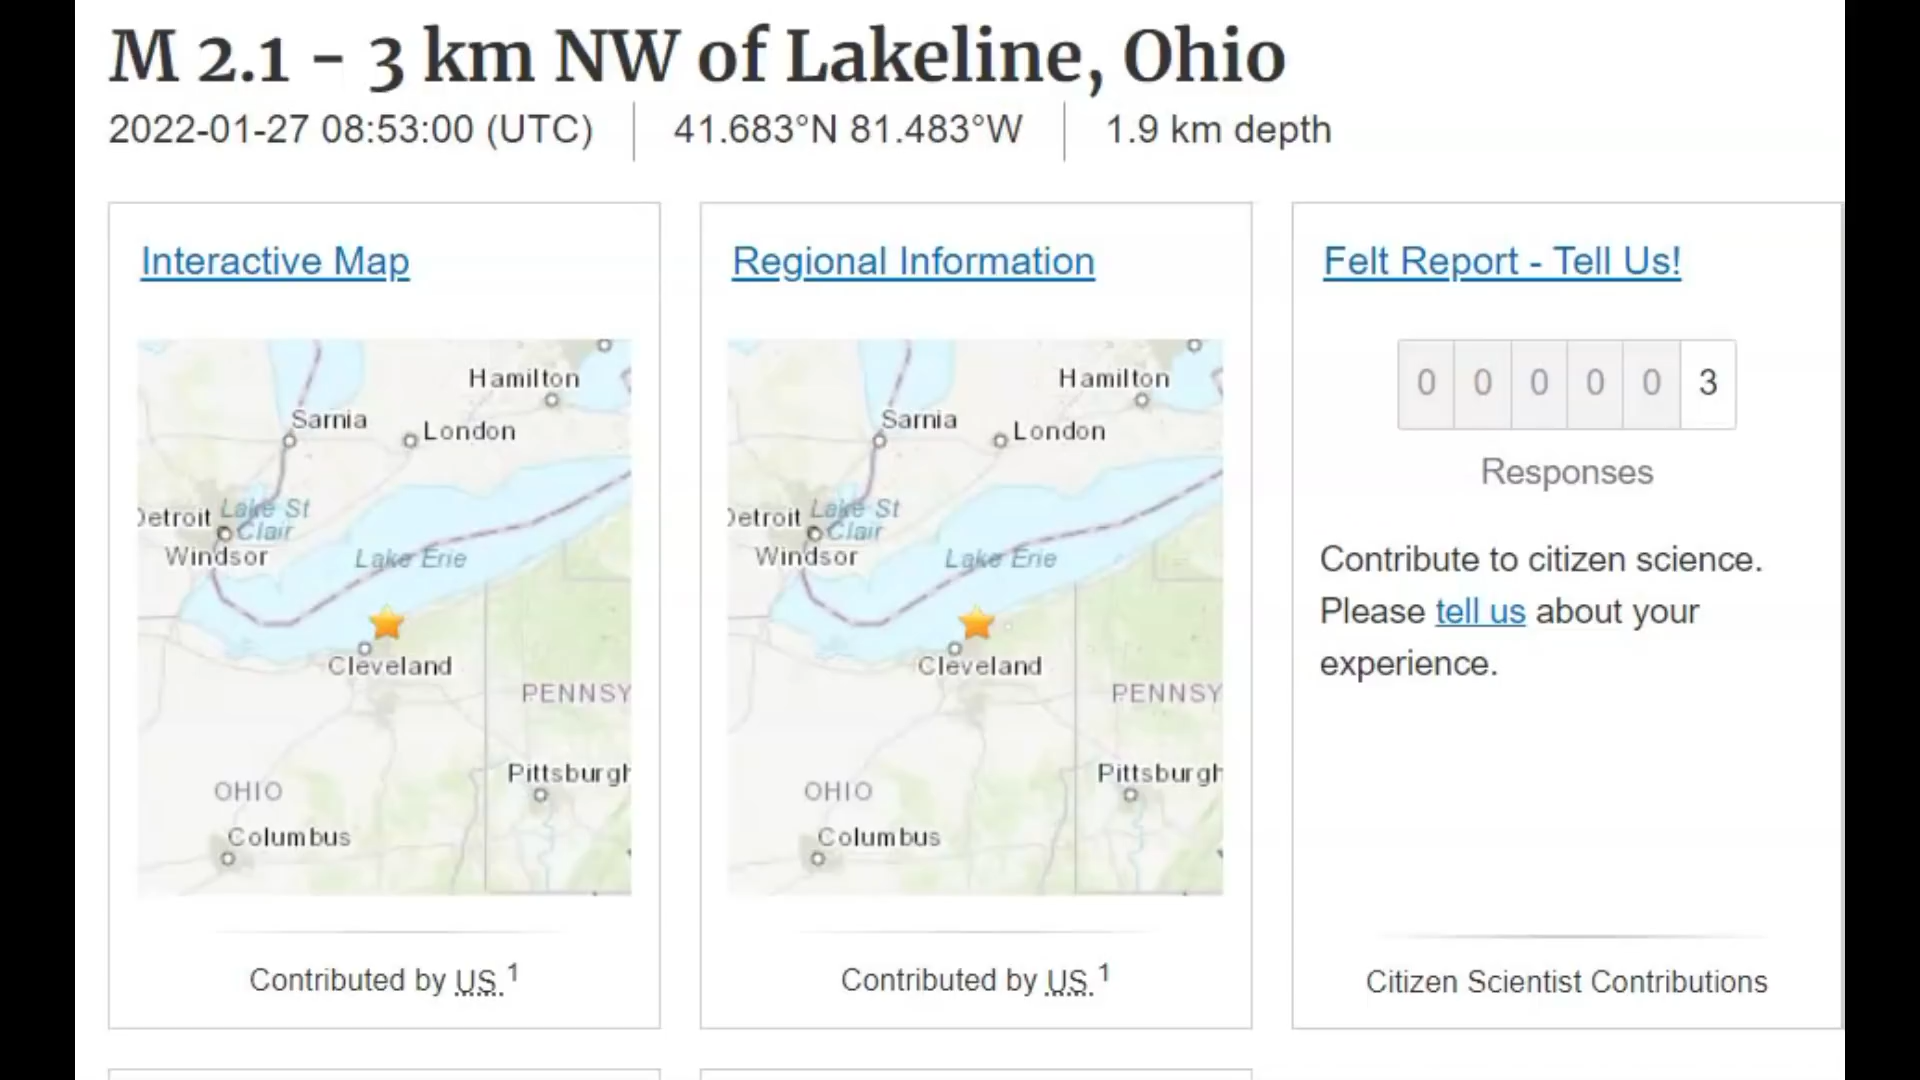 M 2.1 - 3 km NW of Lakeline, Ohio
2022-01-27 08:53:00 (UTC) 41.683°N 81.483°W 1.9 km depth
Interactive Map
Hamilton
Sarnia
London
Detroit
Lake St
Clair
Windsor
Lake Erie
Cleveland
PENNSY
Pittsburgh
OHIO
Columbus
Contributed by US 1
Regional Information
Hamilton
Sarnia
London
Detroit
Lake St
Clair
Windsor
Lake Erie
Cleveland
PENNSY
Pittsburgh
OHIO
Columbus
Contributed by US 1
Felt Report - Tell Us!
0 0 0 0 0 3
Responses
Contribute to citizen science.
Please tell us about your
experience.
Citizen Scientist Contributions